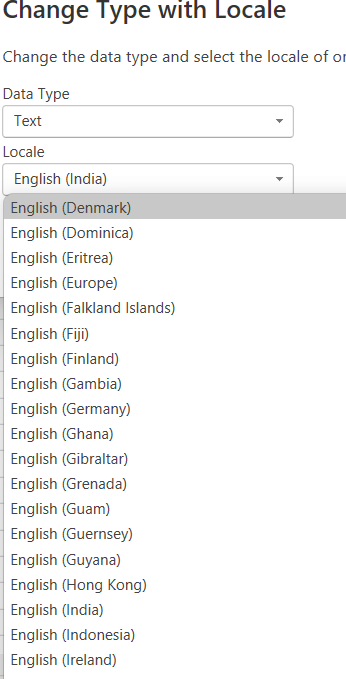 Change Type with Locale
Change the data type and select the locale of
Data Type
Text
Locale
English (India)
English (Denmark)
English (Dominica)
English (Eritrea)
English (Europe)
English (Falkland Islands)
English (Fiji)
English (Finland)
English (Gambia)
English (Germany)
English (Ghana)
English (Gibraltar)
English (Grenada)
English (Guam)
English (Guernsey)
English (Guyana)
English (Hong Kong)
English (India)
English (Indonesia)
English (Ireland)